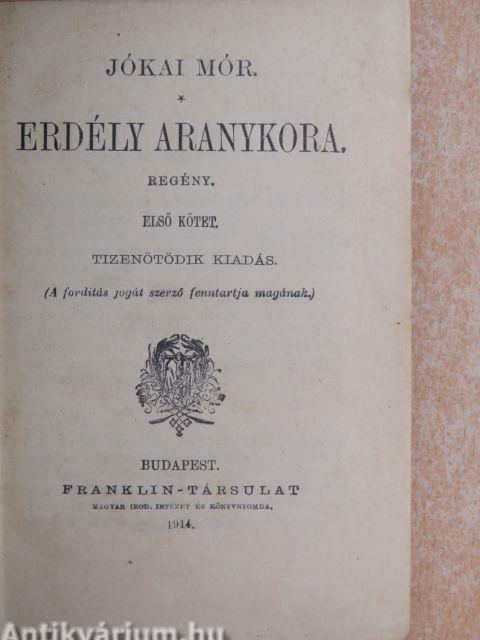 JÓKAI MÓR.
*
ERDÉLY ARANYKORA.
REGÉNY.
ELSŐ KÖTET.
TIZENÖTÖDIK KIADÁS.
(A fordítás jogát szerző fenntartja magának.)
BUDAPEST.
FRANKLIN-TÁRSULAT
MAGYAR IROD. INTÉZET ÉS KÖNYVNYOMDA.
1914.
Antikvárium.hu